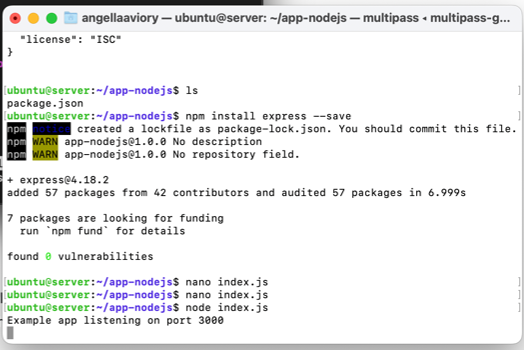 angellaaviory — ubuntu@server: ~/app-nodejs — multipass ◂ multipass-g...
"license": "ISC"
}
ubuntu@server:~/app-nodejs$ ls
package.json
ubuntu@server:~/app-nodejs$ npm install express --save
npm notice created a lockfile as package-lock.json. You should commit this file.
npm WARN app-nodejs@1.0.0 No description
npm WARN app-nodejs@1.0.0 No repository field.
+ express@4.18.2
added 57 packages from 42 contributors and audited 57 packages in 6.999s
7 packages are looking for funding
run `npm fund` for details
found 0 vulnerabilities
ubuntu@server:~/app-nodejs$ nano index.js
ubuntu@server:~/app-nodejs$ nano index.js
ubuntu@server:~/app-nodejs$ node index.js
Example app listening on port 3000